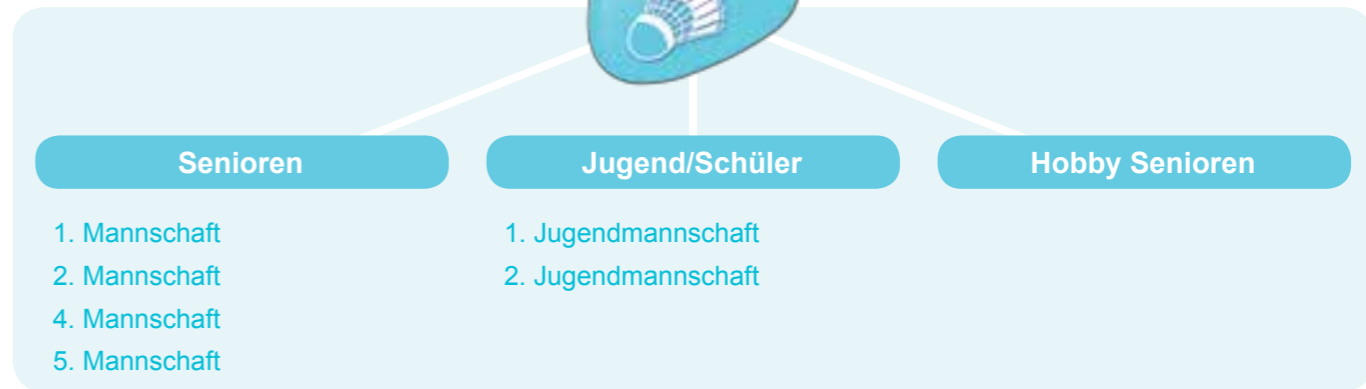 Senioren
1. Mannschaft
2. Mannschaft
4. Mannschaft
5. Mannschaft
Jugend/Schüler
1. Jugendmannschaft
2. Jugendmannschaft
Hobby Senioren